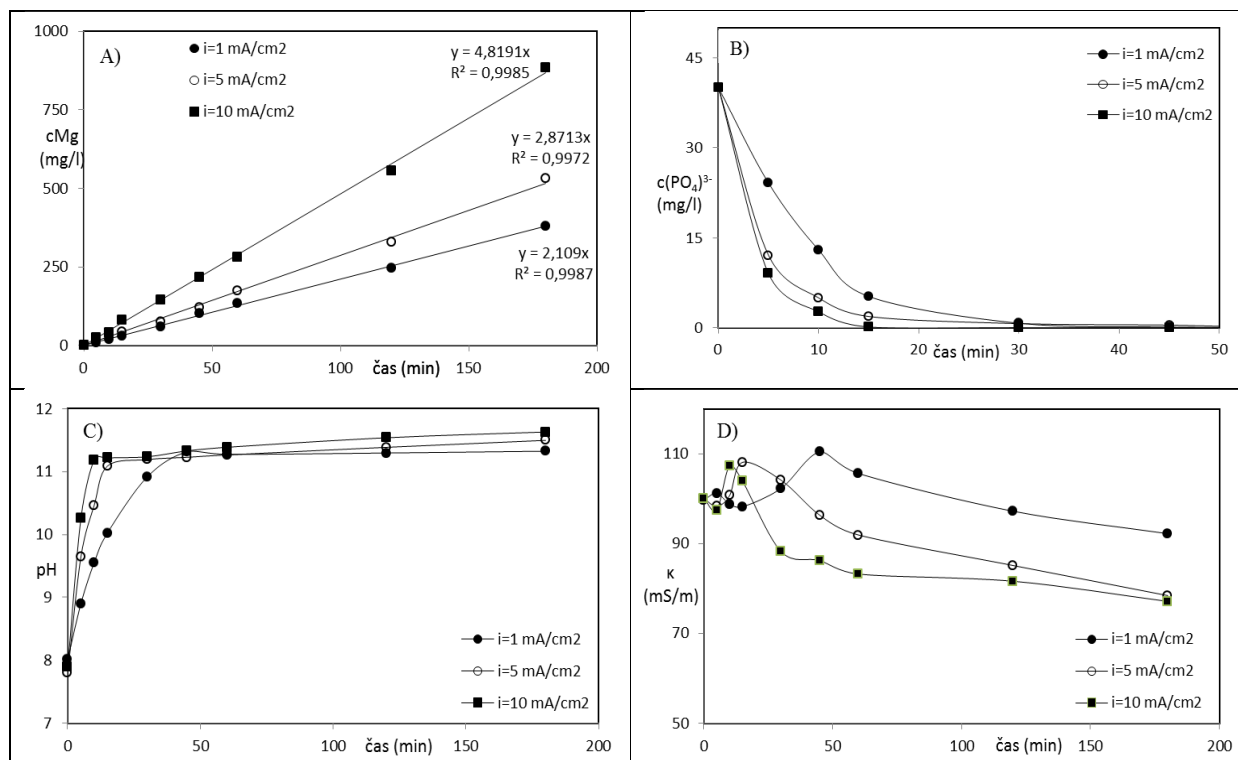 A)
1000
750
500
250
0
cMg
(mg/l)
i=1 mA/cm2
i=5 mA/cm2
i=10 mA/cm2
y = 4,8191x
R² = 0,9985
y = 2,8713x
R² = 0,9972
y = 2,109x
R² = 0,9987
0 50 100 150 200
čas (min)
B)
45
30
15
0
c(PO₄)³⁻
(mg/l)
i=1 mA/cm2
i=5 mA/cm2
i=10 mA/cm2
0 10 20 30 40 50
čas (min)
C)
12
11
10
9
8
7
pH
i=1 mA/cm2
i=5 mA/cm2
i=10 mA/cm2
0 50 100 150 200
čas (min)
D)
110
90
70
50
κ
(mS/m)
i=1 mA/cm2
i=5 mA/cm2
i=10 mA/cm2
0 50 100 150 200
čas (min)